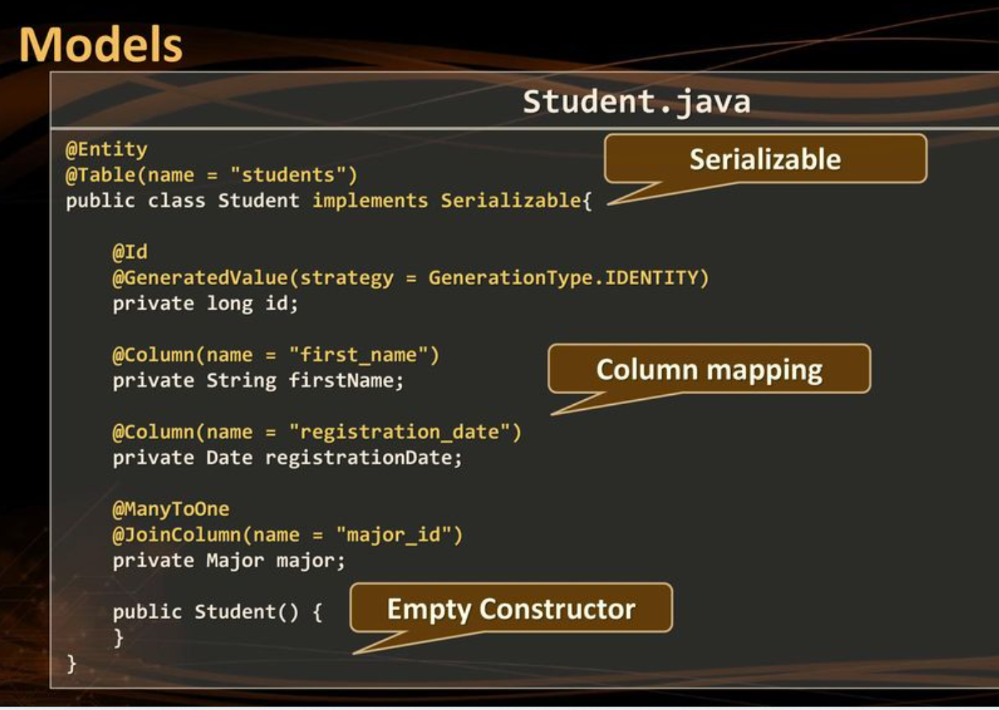 Models
Student.java
@Entity
@Table(name = "students")
public class Student implements Serializable{
Serializable
@Id
@GeneratedValue(strategy = GenerationType.IDENTITY)
private long id;
@Column(name = "first_name")
private String firstName;
Column mapping
@Column(name = "registration_date")
private Date registrationDate;
@ManyToOne
@JoinColumn(name = "major_id")
private Major major;
public Student() {
}
Empty Constructor
}